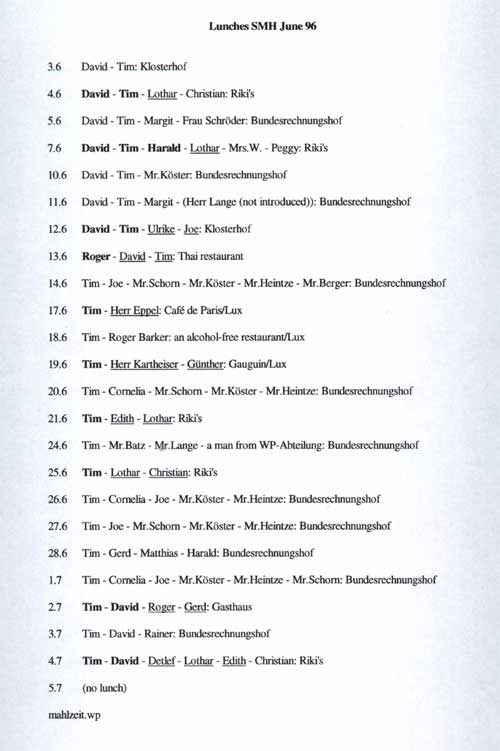 Lunches SMH June 96
3.6 David - Tim: Klosterhof
4.6 David - Tim - Lothar - Christian: Riki's
5.6 David - Tim - Margit - Frau Schröder: Bundesrechnungshof
7.6 David - Tim - Harald - Lothar - Mrs.W. - Peggy: Riki's
10.6 David - Tim - Mr.Köster: Bundesrechnungshof
11.6 David - Tim - Margit - (Herr Lange (not introduced)): Bundesrechnungshof
12.6 David - Tim - Ulrike - Joe: Klosterhof
13.6 Roger - David - Tim: Thai restaurant
14.6 Tim - Joe - Mr.Schorn - Mr.Köster - Mr.Heintze - Mr.Berger: Bundesrechnungshof
17.6 Tim - Herr Eppel: Café de Paris/Lux
18.6 Tim - Roger Barker: an alcohol-free restaurant/Lux
19.6 Tim - Herr Kartheiser - Günther: Gauguin/Lux
20.6 Tim - Cornelia - Mr.Schorn - Mr.Köster - Mr.Heintze: Bundesrechnungshof
21.6 Tim - Edith - Lothar: Riki's
24.6 Tim - Mr.Batz - Mr.Lange - a man from WP-Abteilung: Bundesrechnungshof
25.6 Tim - Lothar - Christian: Riki's
26.6 Tim - Cornelia - Joe - Mr.Köster - Mr.Heintze: Bundesrechnungshof
27.6 Tim - Joe - Mr.Schorn - Mr.Köster - Mr.Heintze: Bundesrechnungshof
28.6 Tim - Gerd - Matthias - Harald: Bundesrechnungshof
1.7 Tim - Cornelia - Joe - Mr.Köster - Mr.Heintze - Mr.Schorn: Bundesrechnungshof
2.7 Tim - David - Roger - Gerd: Gasthaus
3.7 Tim - David - Rainer: Bundesrechnungshof
4.7 Tim - David - Detlef - Lothar - Edith - Christian: Riki's
5.7 (no lunch)
mahlzeit.wp